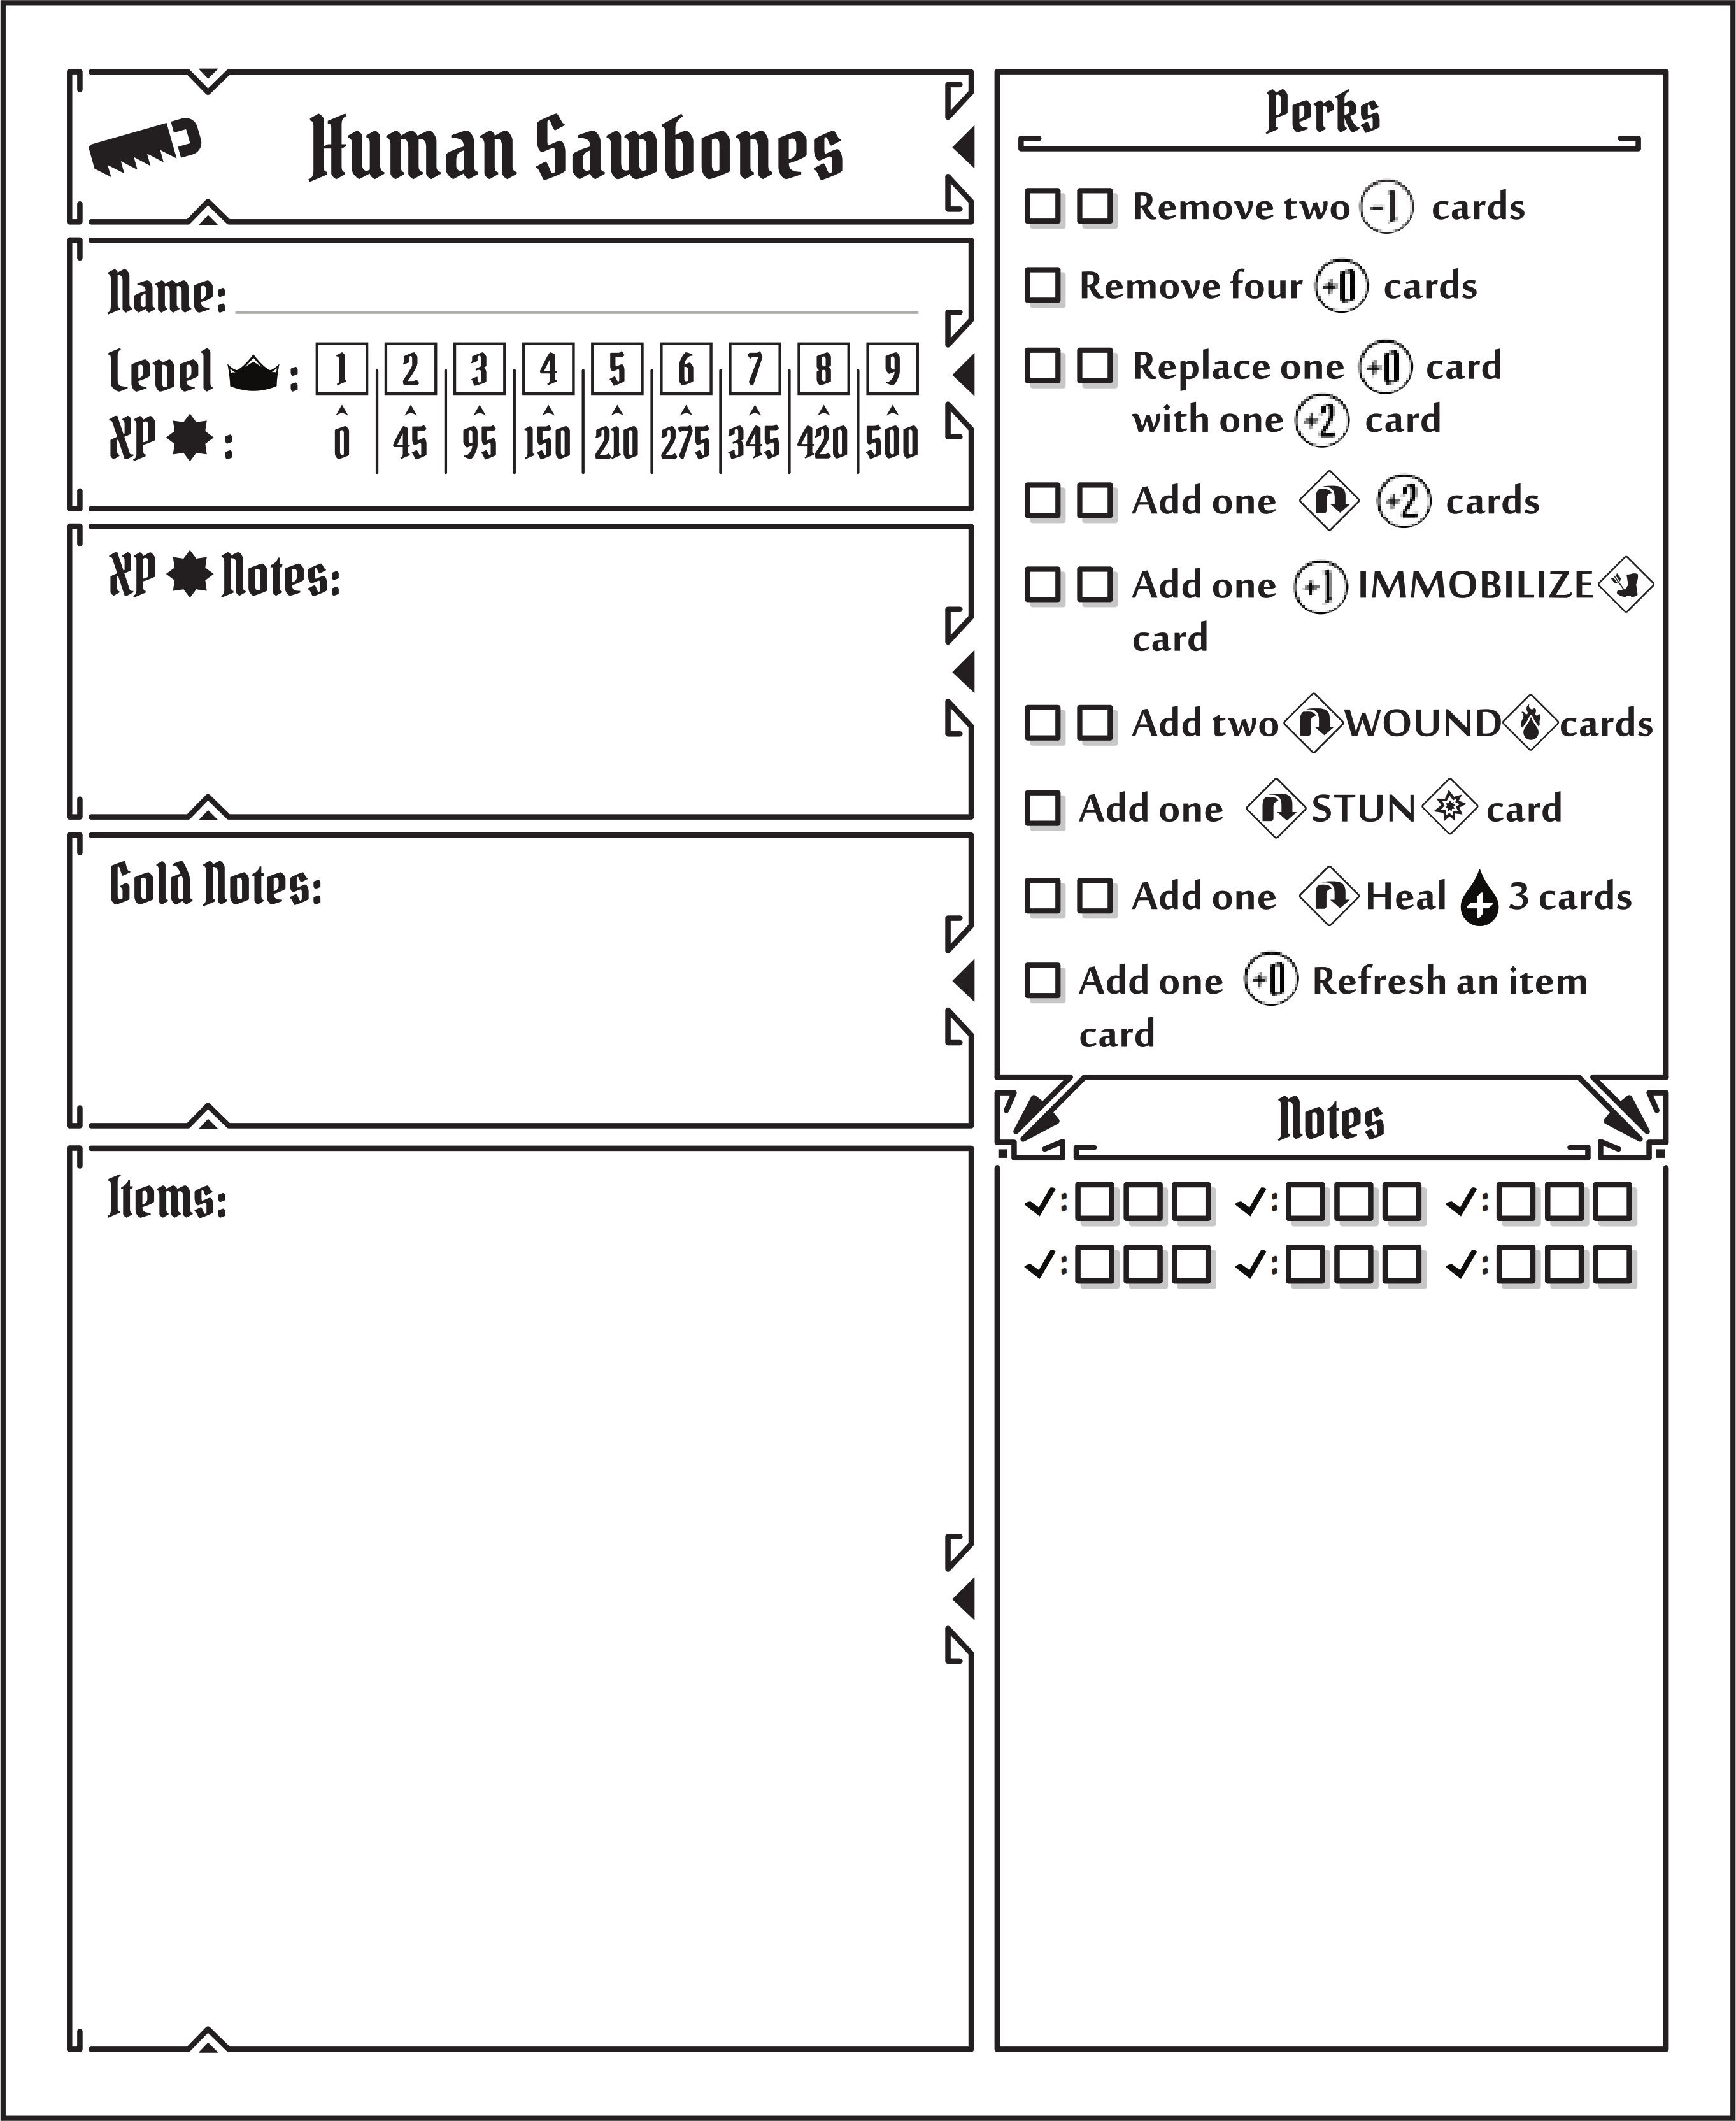 Human Sawbones
Name:
Level : 1 2 3 4 5 6 7 8 9
XP : 0 45 95 150 210 275 345 420 500
XP Notes:
Gold Notes:
Items:
Perks
Remove two -1 cards
Remove four +0 cards
Replace one +0 card
with one +2 card
Add one +2 cards
Add one +1 IMMOBILIZE
card
Add two WOUND cards
Add one STUN card
Add one Heal 3 cards
Add one +0 Refresh an item
card
Notes
✓: ✓: ✓:
✓: ✓: ✓: